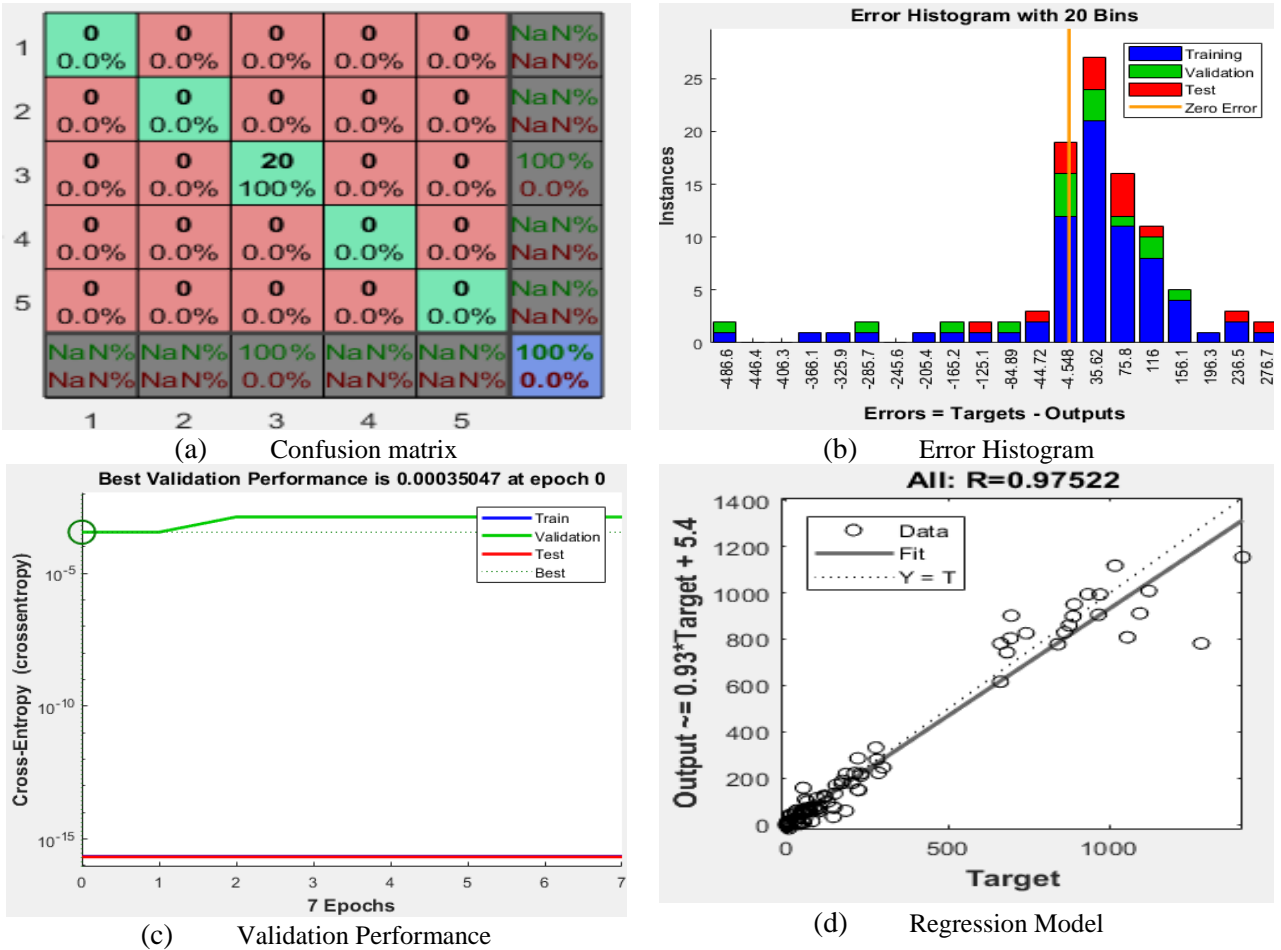 1 0 0 0 0 0 NaN%
0.0% 0.0% 0.0% 0.0% 0.0% NaN%
2 0 0 0 0 0 NaN%
0.0% 0.0% 0.0% 0.0% 0.0% NaN%
3 0 0 20 0 0 100%
0.0% 0.0% 100% 0.0% 0.0% 0.0%
4 0 0 0 0 0 NaN%
0.0% 0.0% 0.0% 0.0% 0.0% NaN%
5 0 0 0 0 0 NaN%
0.0% 0.0% 0.0% 0.0% 0.0% NaN%
NaN% NaN% 100% NaN% NaN% 100%
NaN% NaN% 0.0% NaN% NaN% 0.0%
1 2 3 4 5
(a) Confusion matrix
Error Histogram with 20 Bins
Training
Validation
Test
Zero Error
25
20
15
10
5
0
Instances
-486.6 -446.4 -406.3 -366.1 -325.9 -285.7 -245.6 -205.4 -165.2 -125.1 -84.89 -44.72 -4.548 35.62 75.8 116 156.1 196.3 236.5 276.7
Errors = Targets - Outputs
(b) Error Histogram
Best Validation Performance is 0.00035047 at epoch 0
Train
Validation
Test
Best
10-5
10-10
10-15
Cross-Entropy (crossentropy)
0 1 2 3 4 5 6 7
7 Epochs
(c) Validation Performance
All: R=0.97522
Data
Fit
Y = T
1400
1200
1000
800
600
400
200
0
Output ~= 0.93*Target + 5.4
0 500 1000
Target
(d) Regression Model